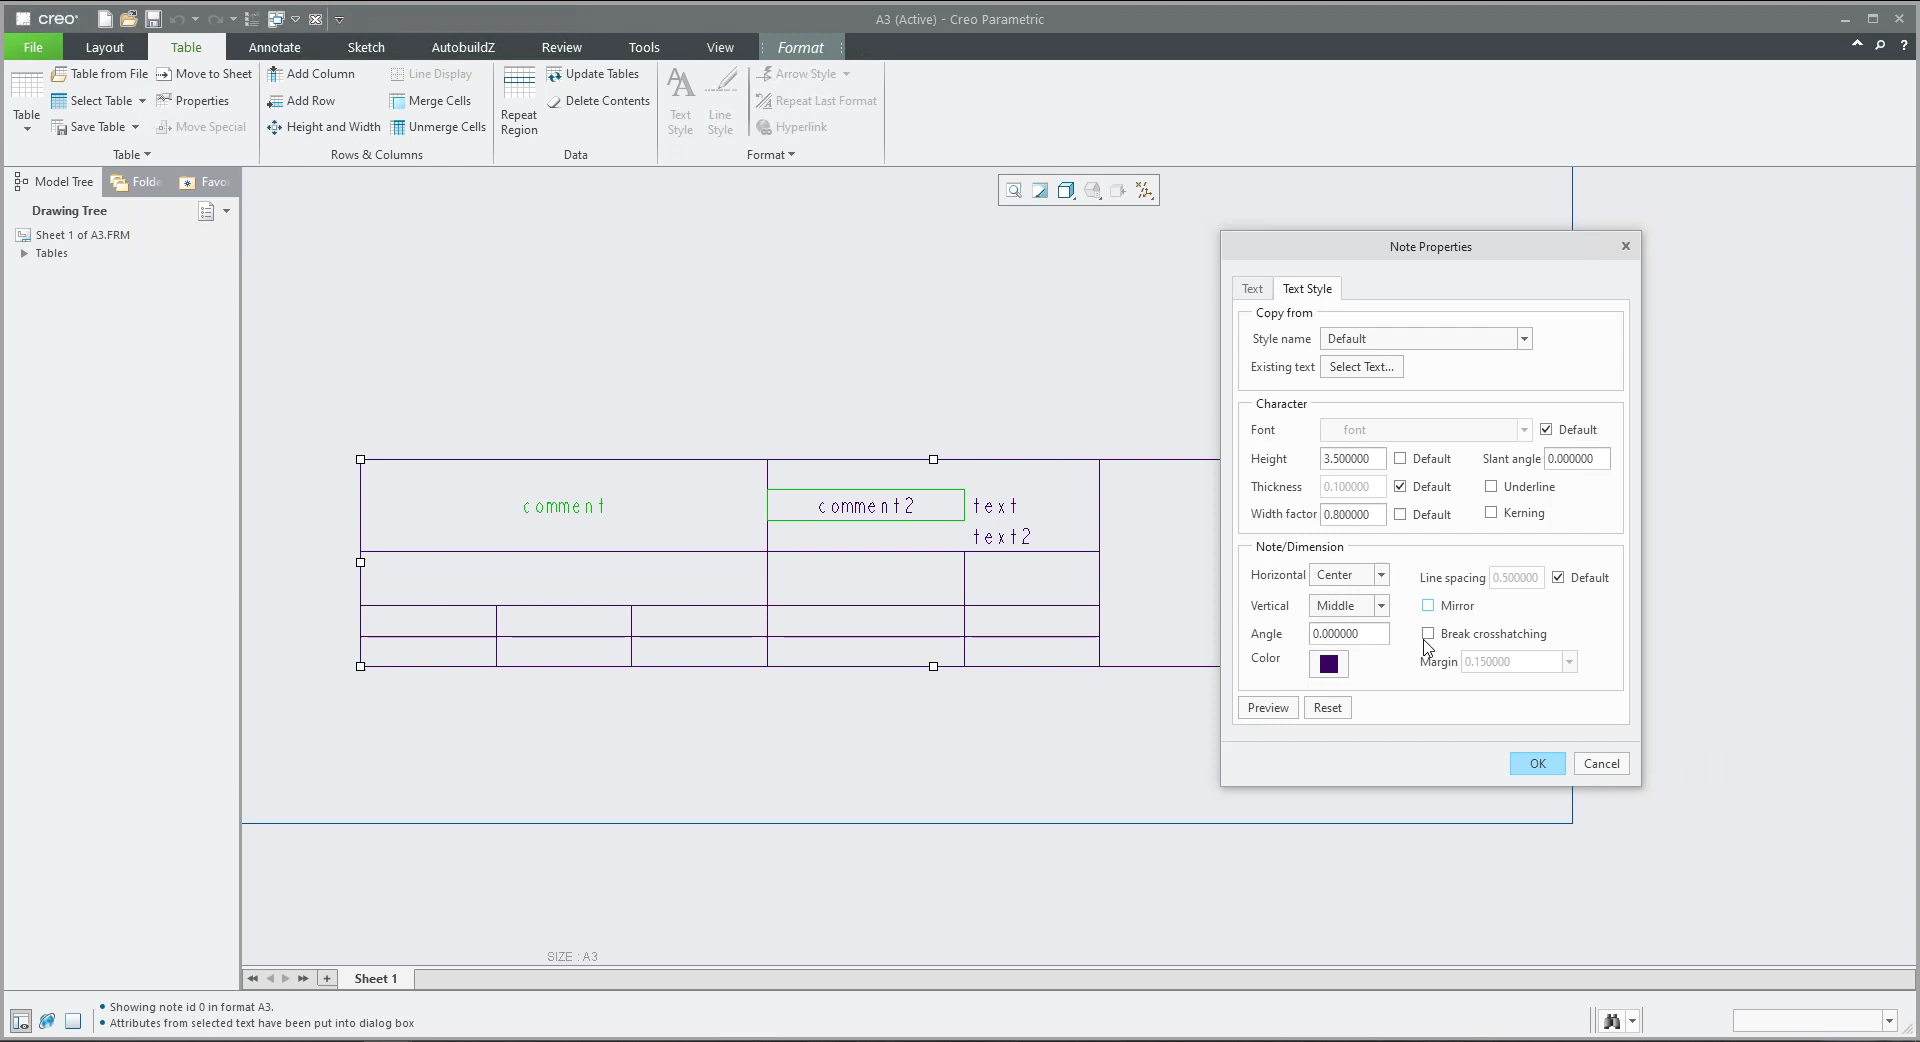 creo
A3 (Active) - Creo Parametric
File Layout Table Annotate Sketch AutobuildZ Review Tools View Format
Table from File Move to Sheet Add Column Line Display Update Tables Arrow Style
Select Table Properties Add Row Merge Cells Delete Contents Repeat Last Format
Table Save Table Move Special Height and Width Unmerge Cells Repeat Region Text Style Line Style Hyperlink
Table Rows & Columns Data Format
Model Tree Folde Favo
Drawing Tree
Sheet 1 of A3.FRM
Tables
Note Properties
Text Text Style
Copy from
Style name Default
Existing text Select Text...
Character
Font font Default
Height 3.500000 Default Slant angle 0.000000
Thickness 0.100000 Default Underline
Width factor 0.800000 Default Kerning
Note/Dimension
Horizontal Center Line spacing 0.500000 Default
Vertical Middle Mirror
Angle 0.000000 Break crosshatching
Color Margin 0.150000
Preview Reset
OK Cancel
comment comment2 text
text2
SIZE : A3
Sheet 1
Showing note id 0 in format A3.
Attributes from selected text have been put into dialog box